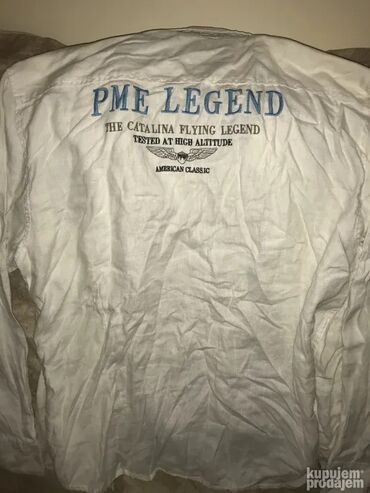 PME LEGEND
THE CATALINA FLYING LEGEND
TESTED AT HIGH ALTITUDE
AMERICAN CLASSIC
kupujem
prodajem